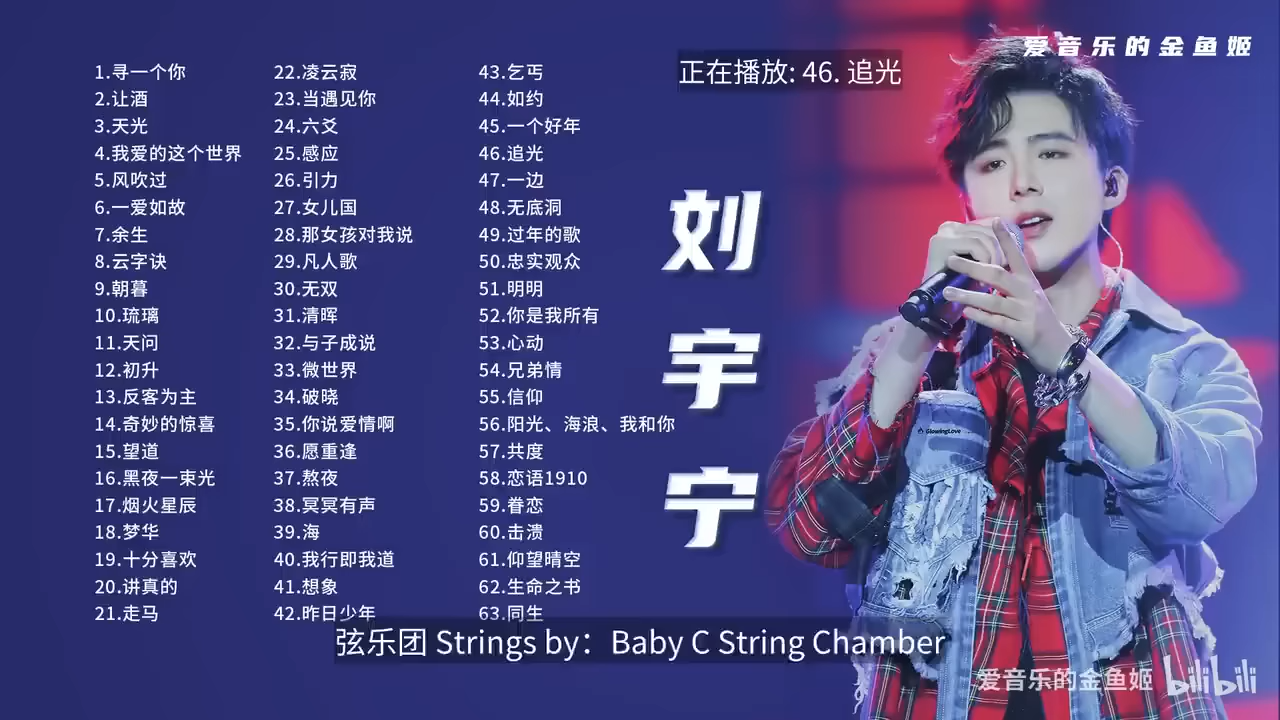 爱音乐的金鱼姬
正在播放: 46. 追光
1.寻一个你
2.让酒
3.天光
4.我爱的这个世界
5.风吹过
6.一爱如故
7.余生
8.云字诀
9.朝暮
10.琉璃
11.天问
12.初升
13.反客为主
14.奇妙的惊喜
15.望道
16.黑夜一束光
17.烟火星辰
18.梦华
19.十分喜欢
20.讲真的
21.走马
22.凌云寂
23.当遇见你
24.六爻
25.感应
26.引力
27.女儿国
28.那女孩对我说
29.凡人歌
30.无双
31.清晖
32.与子成说
33.微世界
34.破晓
35.你说爱情啊
36.愿重逢
37.熬夜
38.冥冥有声
39.海
40.我行即我道
41.想象
42.昨日少年
43.乞丐
44.如约
45.一个好年
46.追光
47.一边
48.无底洞
49.过年的歌
50.忠实观众
51.明明
52.你是我所有
53.心动
54.兄弟情
55.信仰
56.阳光、海浪、我和你
57.共度
58.恋语1910
59.眷恋
60.击溃
61.仰望晴空
62.生命之书
63.同生
刘
宇
宁
GlowingLove
弦乐团 Strings by：Baby C String Chamber
爱音乐的金鱼姬 bilibili